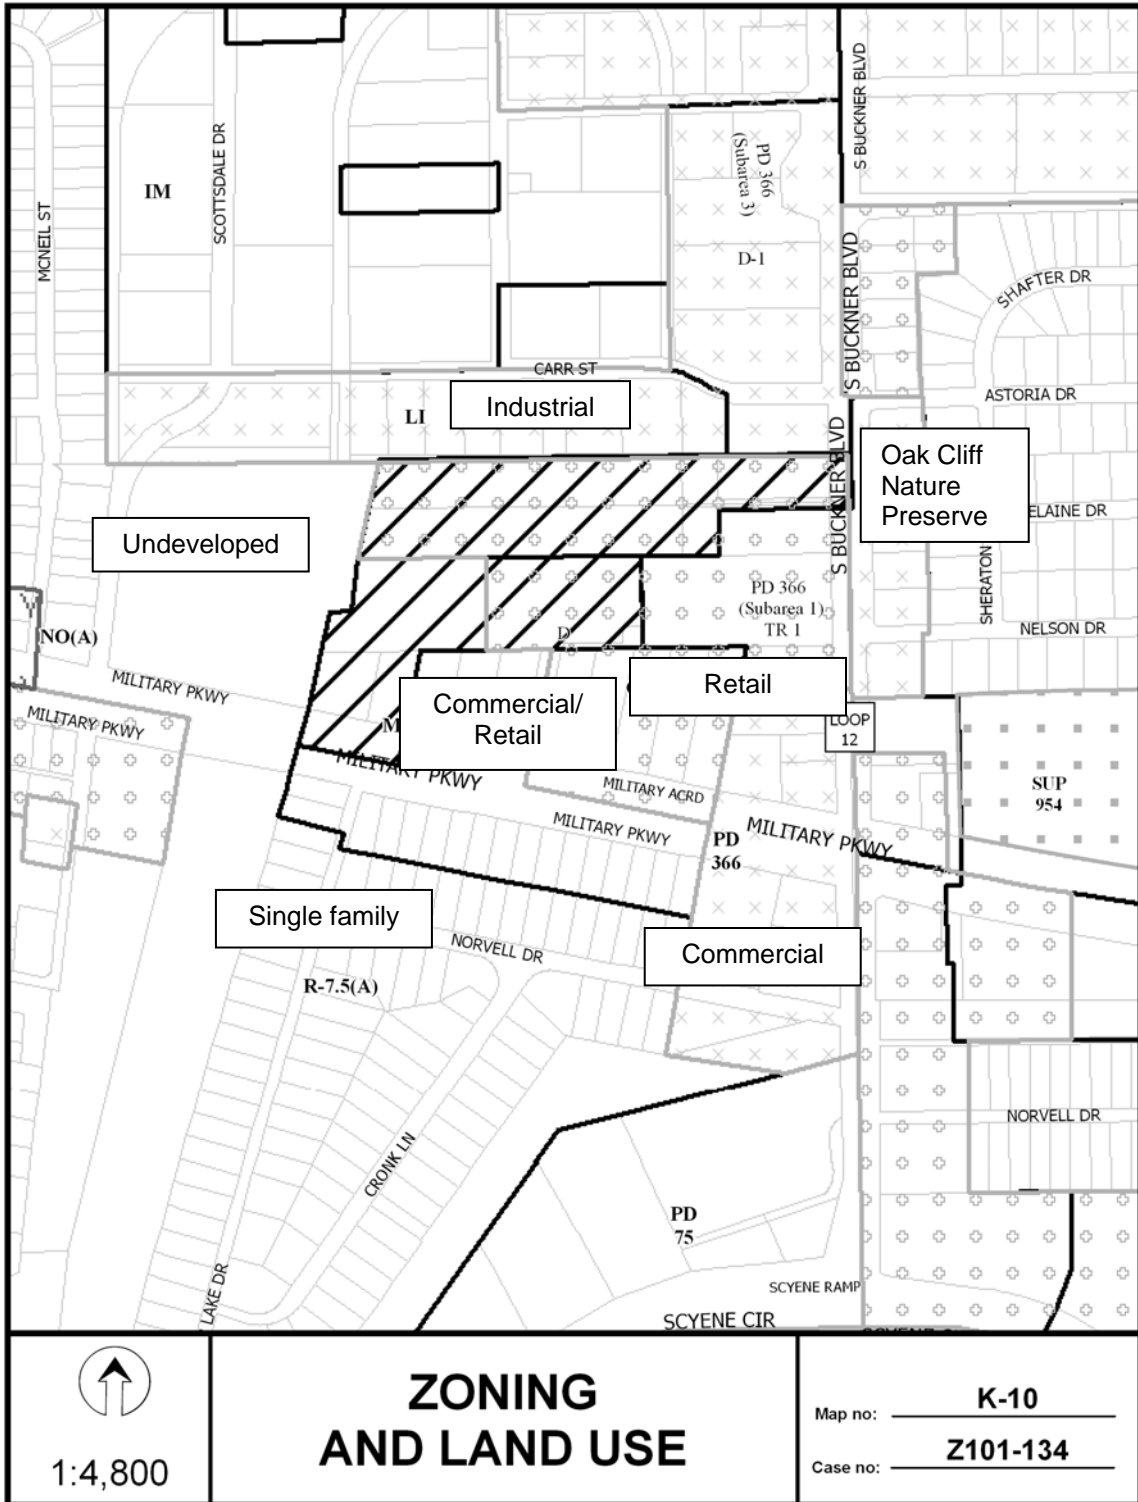 S BUCKNER BLVD
MCNEIL ST
SCOTTSDALE DR
IM
PD 366
(Subarea 3)
D-1
S BUCKNER BLVD
SHAFTER DR
CARR ST
ASTORIA DR
LI
Industrial
S BUCKNER BLVD
Oak Cliff
Nature
Preserve
ELAINE DR
Undeveloped
SHERATON
PD 366
(Subarea 1)
TR 1
NO(A)
D
NELSON DR
MILITARY PKWY
MILITARY PKWY
Commercial/
Retail
Retail
M
LOOP
12
MILITARY PKWY
MILITARY ACRD
SUP
954
MILITARY PKWY
PD
366
MILITARY PKWY
Single family
NORVELL DR
Commercial
R-7.5(A)
CRONK LN
NORVELL DR
PD
75
LAKE DR
SCYENE RAMP
SCYENE CIR
1:4,800
ZONING
AND LAND USE
Map no: K-10
Case no: Z101-134